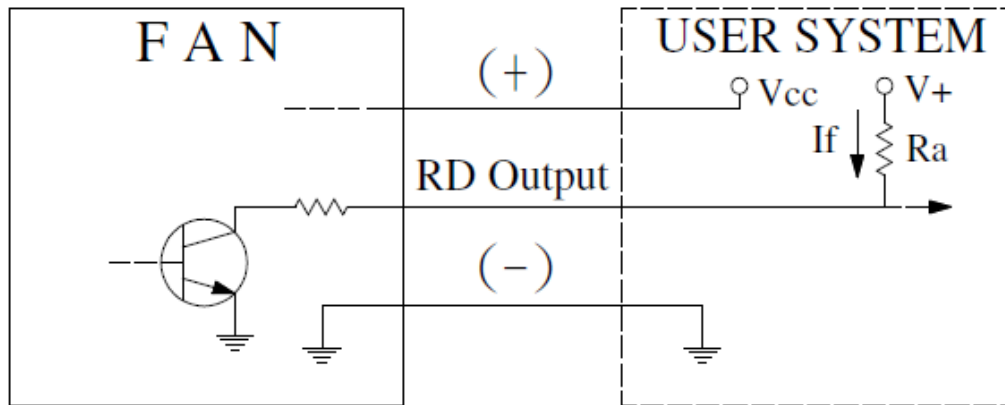 F A N
USER SYSTEM
(+)
Vcc
V+
If
Ra
RD Output
(-)